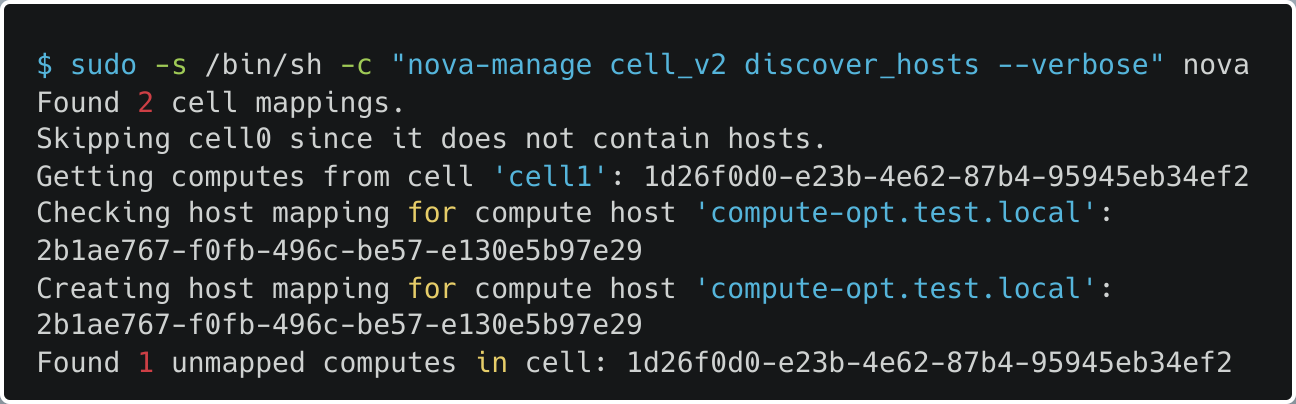 $ sudo -s /bin/sh -c "nova-manage cell_v2 discover_hosts --verbose" nova
Found 2 cell mappings.
Skipping cell0 since it does not contain hosts.
Getting computes from cell 'cell1': 1d26f0d0-e23b-4e62-87b4-95945eb34ef2
Checking host mapping for compute host 'compute-opt.test.local':
2b1ae767-f0fb-496c-be57-e130e5b97e29
Creating host mapping for compute host 'compute-opt.test.local':
2b1ae767-f0fb-496c-be57-e130e5b97e29
Found 1 unmapped computes in cell: 1d26f0d0-e23b-4e62-87b4-95945eb34ef2